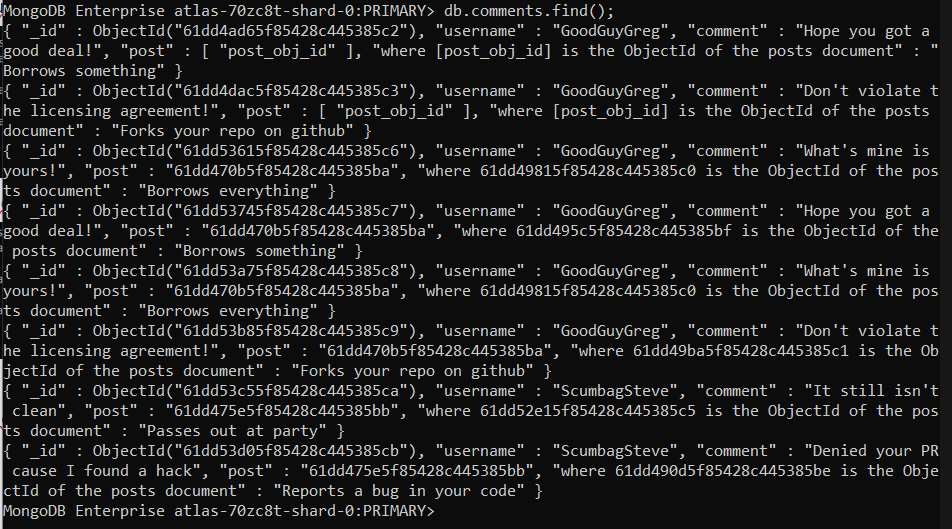 MongoDB Enterprise atlas-70zc8t-shard-0:PRIMARY> db.comments.find();
{ "_id" : ObjectId("61dd4ad65f85428c445385c2"), "username" : "GoodGuyGreg", "comment" : "Hope you got a
good deal!", "post" : [ "post_obj_id" ], "where [post_obj_id] is the ObjectId of the posts document" : "
Borrows something" }
{ "_id" : ObjectId("61dd4dac5f85428c445385c3"), "username" : "GoodGuyGreg", "comment" : "Don't violate t
he licensing agreement!", "post" : [ "post_obj_id" ], "where [post_obj_id] is the ObjectId of the posts
document" : "Forks your repo on github" }
{ "_id" : ObjectId("61dd53615f85428c445385c6"), "username" : "GoodGuyGreg", "comment" : "What's mine is
yours!", "post" : "61dd470b5f85428c445385ba", "where 61dd49815f85428c445385c0 is the ObjectId of the pos
ts document" : "Borrows everything" }
{ "_id" : ObjectId("61dd53745f85428c445385c7"), "username" : "GoodGuyGreg", "comment" : "Hope you got a
good deal!", "post" : "61dd470b5f85428c445385ba", "where 61dd495c5f85428c445385bf is the ObjectId of the
 posts document" : "Borrows something" }
{ "_id" : ObjectId("61dd53a75f85428c445385c8"), "username" : "GoodGuyGreg", "comment" : "What's mine is
yours!", "post" : "61dd470b5f85428c445385ba", "where 61dd49815f85428c445385c0 is the ObjectId of the pos
ts document" : "Borrows everything" }
{ "_id" : ObjectId("61dd53b85f85428c445385c9"), "username" : "GoodGuyGreg", "comment" : "Don't violate t
he licensing agreement!", "post" : "61dd470b5f85428c445385ba", "where 61dd49ba5f85428c445385c1 is the Ob
jectId of the posts document" : "Forks your repo on github" }
{ "_id" : ObjectId("61dd53c55f85428c445385ca"), "username" : "ScumbagSteve", "comment" : "It still isn't
 clean", "post" : "61dd475e5f85428c445385bb", "where 61dd52e15f85428c445385c5 is the ObjectId of the pos
ts document" : "Passes out at party" }
{ "_id" : ObjectId("61dd53d05f85428c445385cb"), "username" : "ScumbagSteve", "comment" : "Denied your PR
 cause I found a hack", "post" : "61dd475e5f85428c445385bb", "where 61dd490d5f85428c445385be is the Obje
ctId of the posts document" : "Reports a bug in your code" }
MongoDB Enterprise atlas-70zc8t-shard-0:PRIMARY>